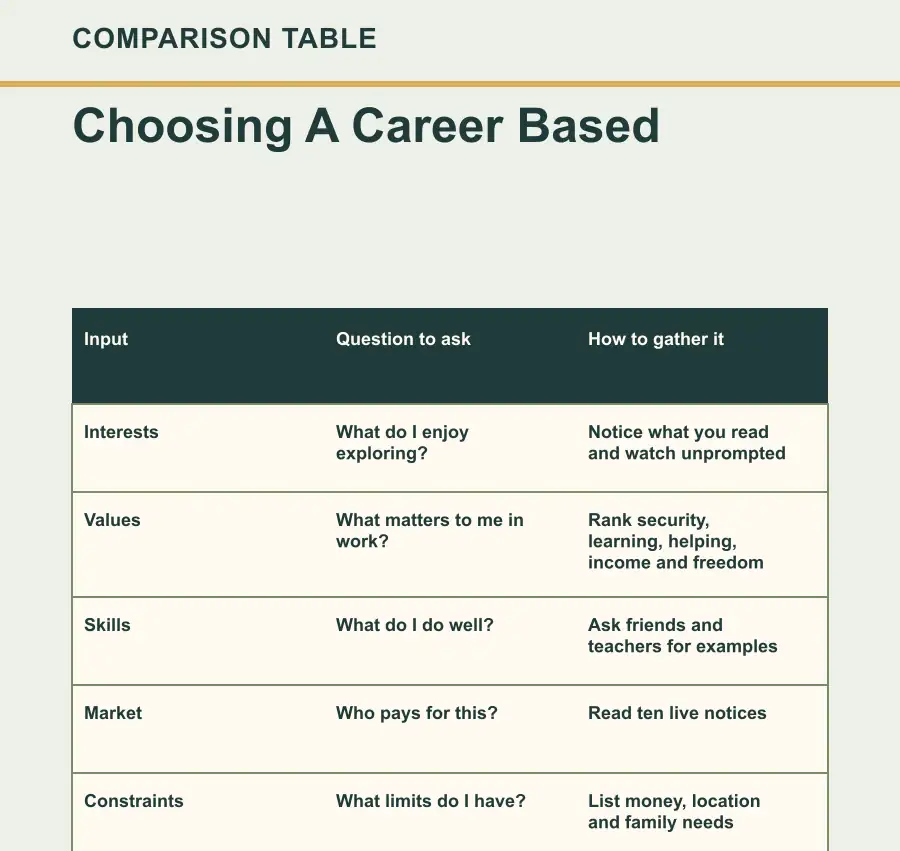 COMPARISON TABLE
Choosing A Career Based
Input Question to ask How to gather it
Interests What do I enjoy Notice what you read
exploring? and watch unprompted
Values What matters to me in Rank security,
work? learning, helping,
income and freedom
Skills What do I do well? Ask friends and
teachers for examples
Market Who pays for this? Read ten live notices
Constraints What limits do I have? List money, location
and family needs